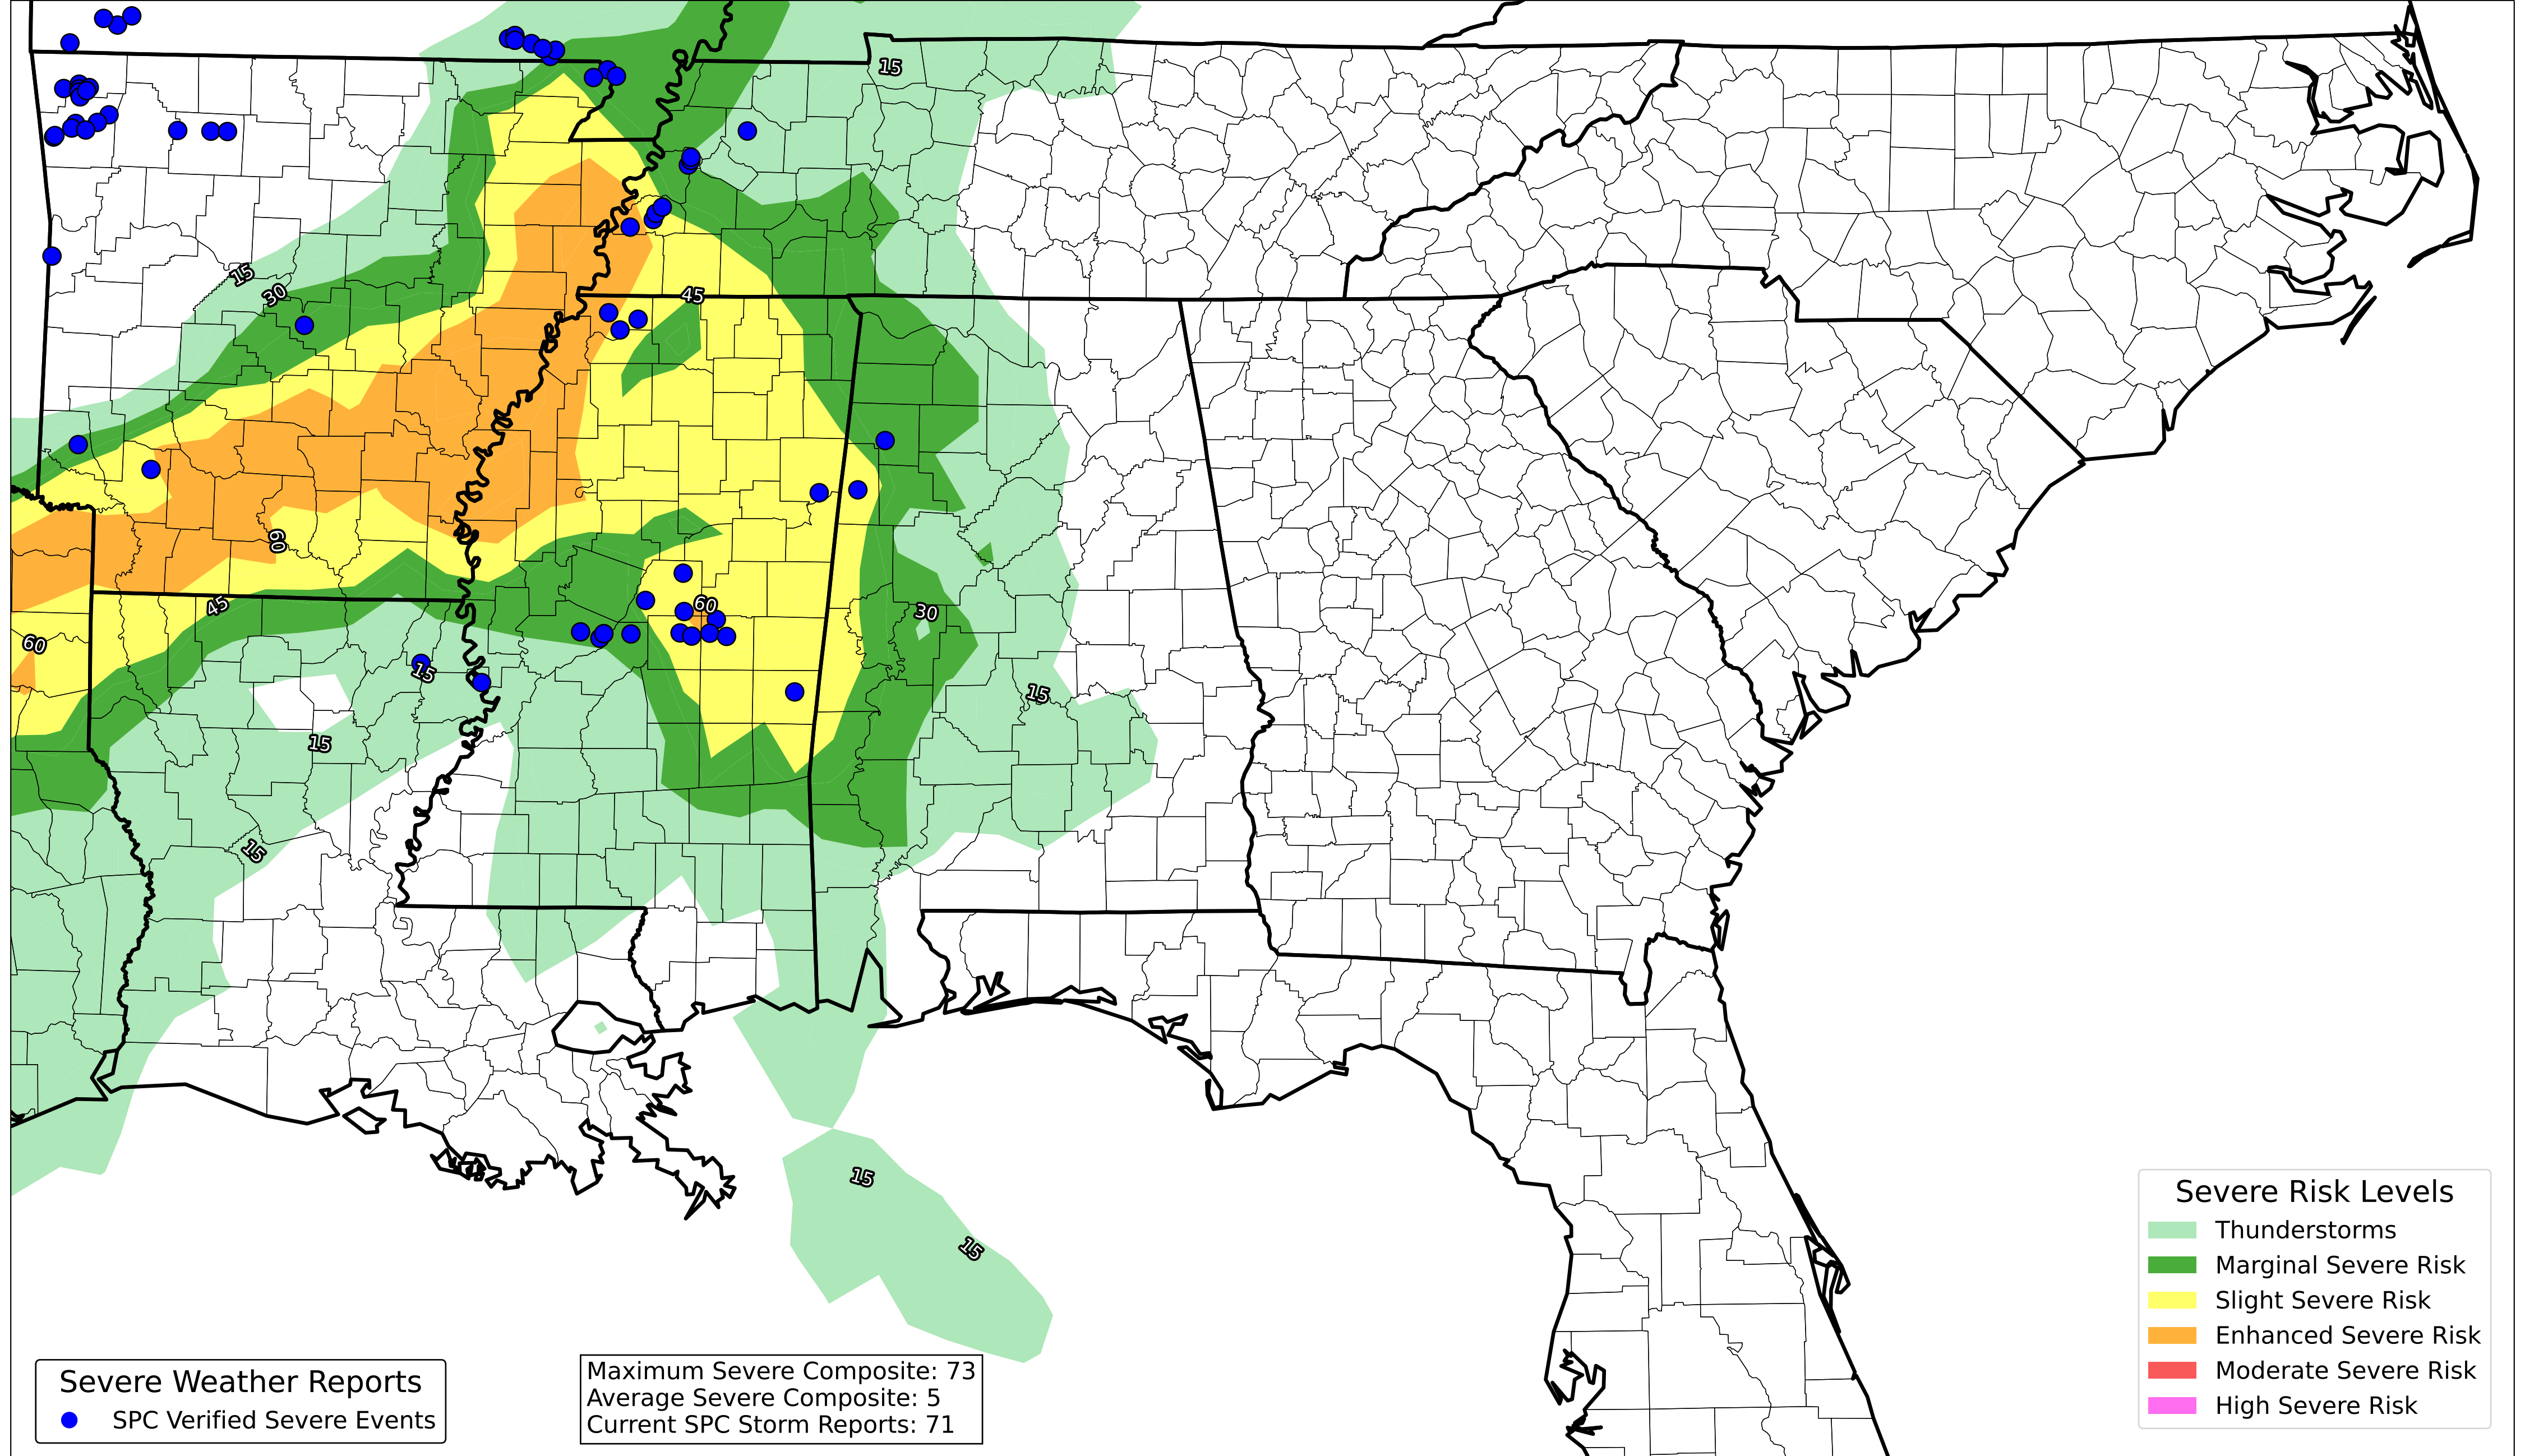 15
15
30
45
60
45
60
30
60
15
15
15
15
15
15
Severe Risk Levels
Thunderstorms
Marginal Severe Risk
Slight Severe Risk
Enhanced Severe Risk
Moderate Severe Risk
High Severe Risk
Severe Weather Reports
SPC Verified Severe Events
Maximum Severe Composite: 73
Average Severe Composite: 5
Current SPC Storm Reports: 71